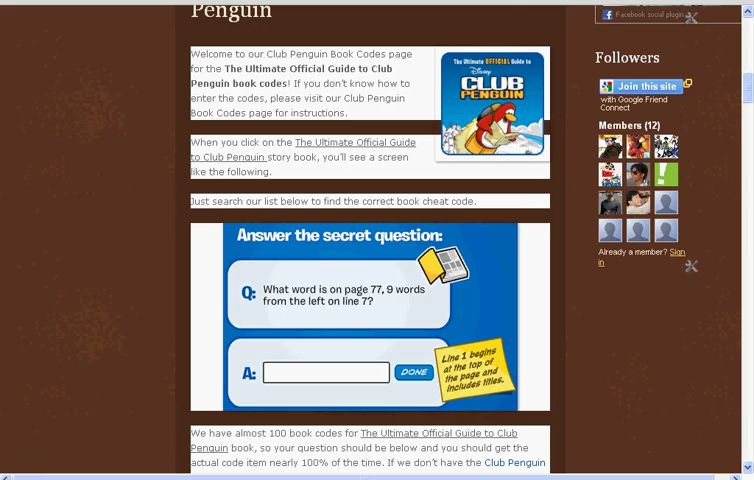 Penguin
Welcome to our Club Penguin Book Codes page
for the The Ultimate Official Guide to Club
Penguin book codes! If you don't know how to
enter the codes, please visit our Club Penguin
Book Codes page for instructions.
The Ultimate OFFICIAL Guide to
Disney
CLUB
PENGUIN
When you click on the The Ultimate Official Guide
to Club Penguin story book, you'll see a screen
like the following.
Just search our list below to find the correct book cheat code.
Answer the secret question:
Q: What word is on page 77, 9 words
from the left on line 7?
A:
DONE
Line 1 begins
at the top of
the page and
includes titles.
We have almost 100 book codes for The Ultimate Official Guide to Club
Penguin book, so your question should be below and you should get the
actual code item nearly 100% of the time. If we don't have the Club Penguin
Facebook social plugin
Followers
Join this site
with Google Friend
Connect
Members (12)
Already a member? Sign
in